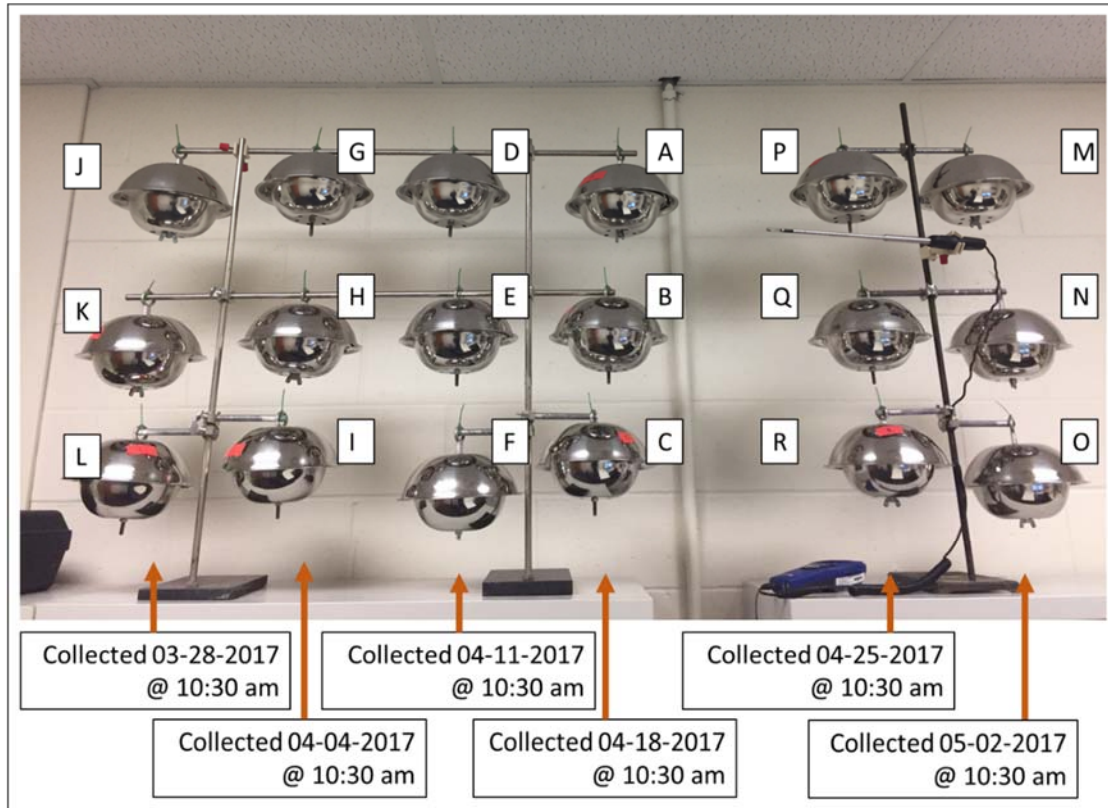 J
G
D
A
P
M
K
H
E
B
Q
N
L
I
F
C
R
O
Collected 03-28-2017
@ 10:30 am
Collected 04-11-2017
@ 10:30 am
Collected 04-25-2017
@ 10:30 am
Collected 04-04-2017
@ 10:30 am
Collected 04-18-2017
@ 10:30 am
Collected 05-02-2017
@ 10:30 am